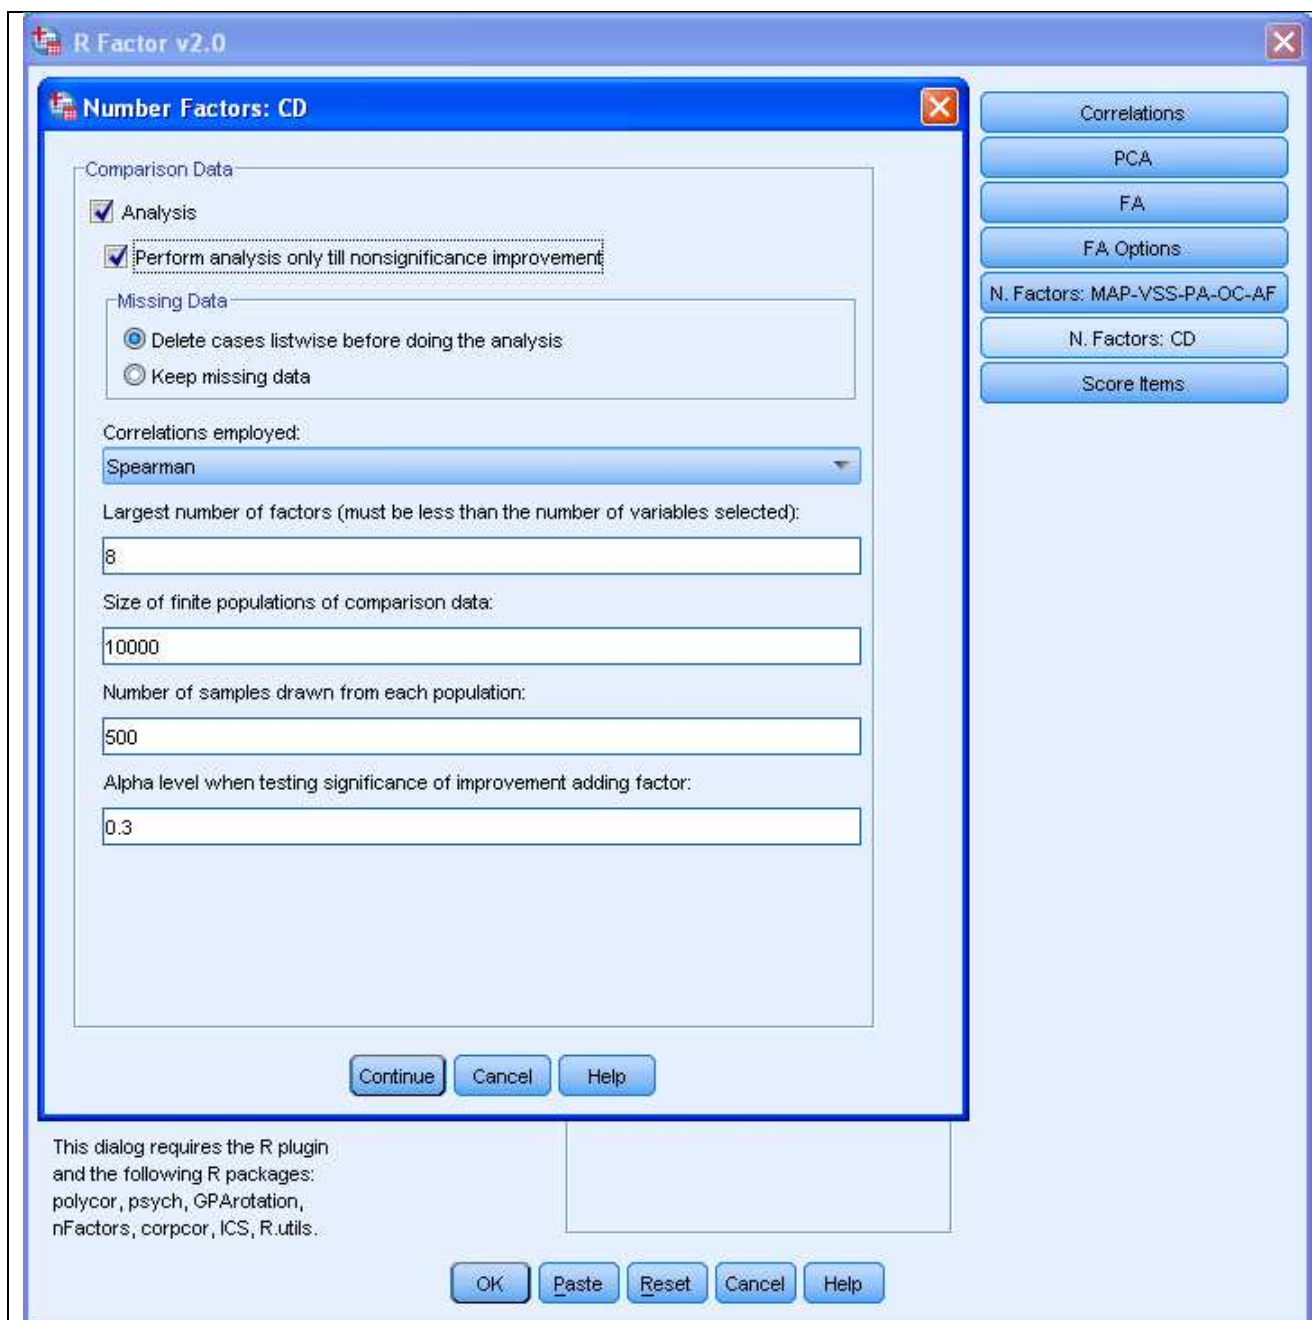 R Factor v2.0
Number Factors: CD
Comparison Data
Analysis
Perform analysis only till nonsignificance improvement
Missing Data
Delete cases listwise before doing the analysis
Keep missing data
Correlations employed:
Spearman
Largest number of factors (must be less than the number of variables selected):
8
Size of finite populations of comparison data:
10000
Number of samples drawn from each population:
500
Alpha level when testing significance of improvement adding factor:
0.3
Continue
Cancel
Help
Correlations
PCA
FA
FA Options
N. Factors: MAP-VSS-PA-OC-AF
N. Factors: CD
Score Items
This dialog requires the R plugin
and the following R packages:
polycor, psych, GPArotation,
nFactors, corpcor, ICS, R.utils.
OK
Paste
Reset
Cancel
Help